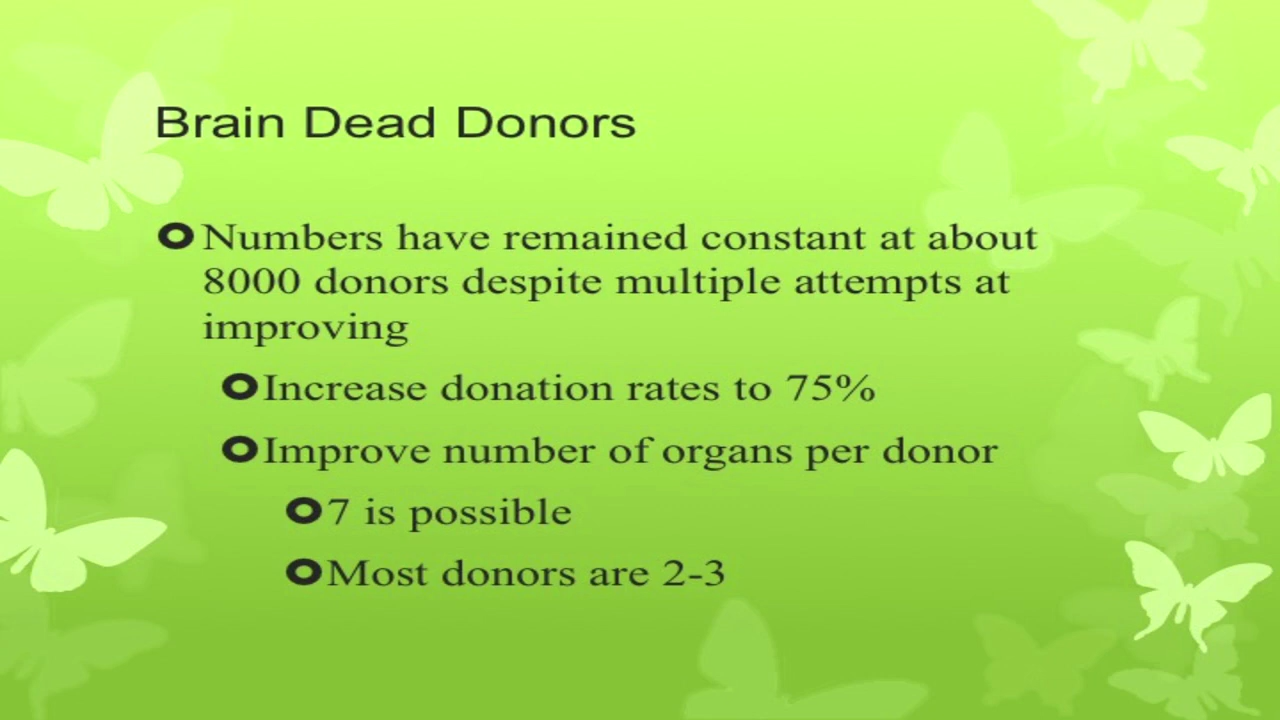 Brain Dead Donors
Numbers have remained constant at about
8000 donors despite multiple attempts at
improving
Increase donation rates to 75%
Improve number of organs per donor
7 is possible
Most donors are 2-3